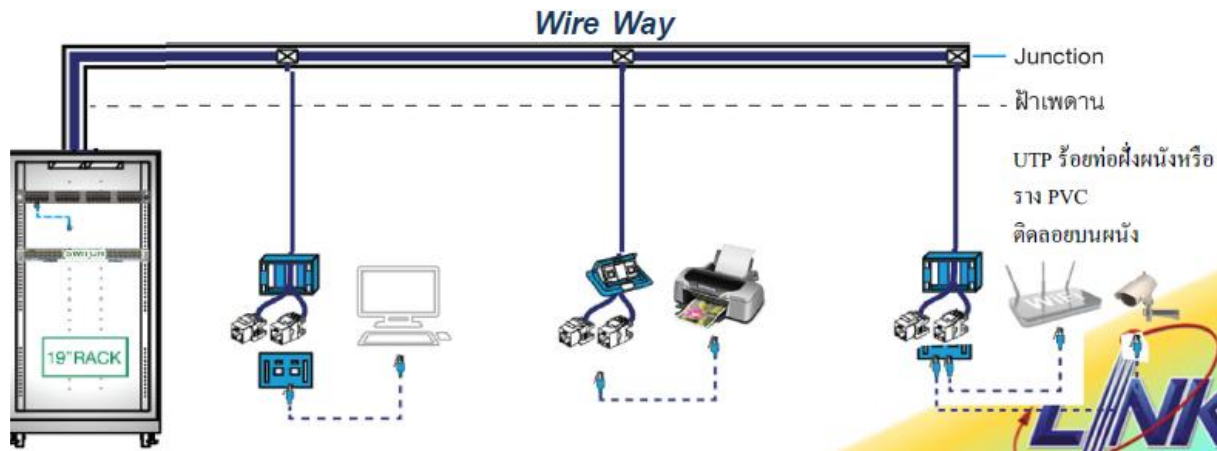 Wire Way
Junction
ฝ้าเพดาน
UTP ร้อยท่อฝั่งผนังหรือ
ราง PVC
ติดลอยบนผนัง
SWITCH
19" RACK
WIFI
LINK